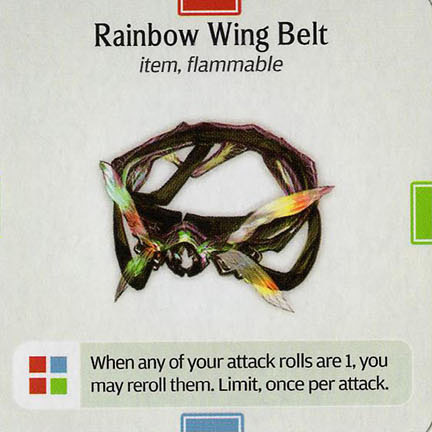 Rainbow Wing Belt
item, flammable
When any of your attack rolls are 1, you
may reroll them. Limit, once per attack.